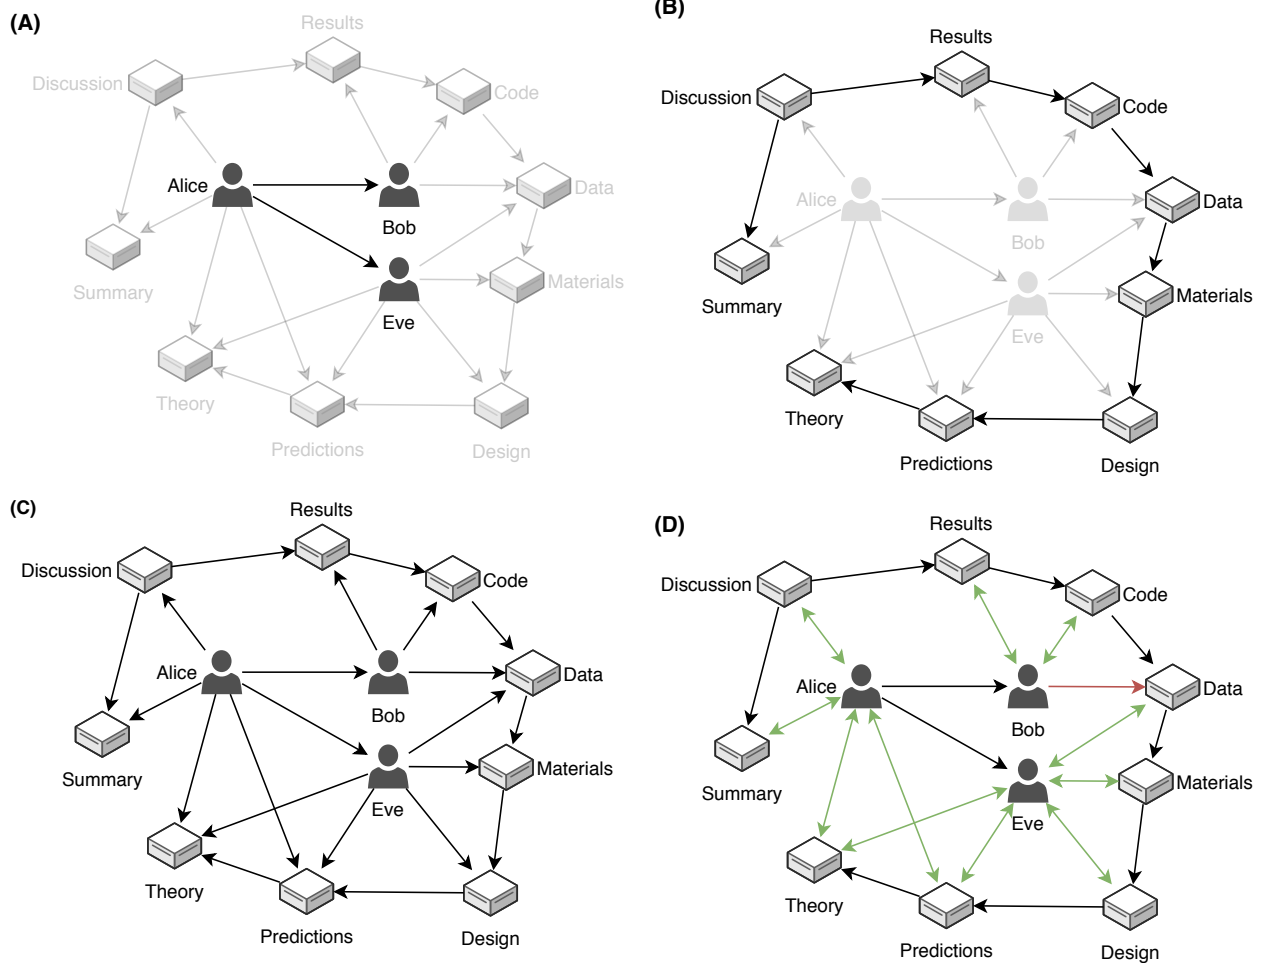 (A)
Results
Discussion
Code
Alice
Data
Bob
Materials
Summary
Eve
Theory
Predictions
Design
(B)
Results
Discussion
Code
Alice
Data
Bob
Materials
Summary
Eve
Theory
Predictions
Design
(C)
Results
Discussion
Code
Alice
Data
Bob
Materials
Summary
Eve
Theory
Predictions
Design
(D)
Results
Discussion
Code
Alice
Data
Bob
Materials
Summary
Eve
Theory
Predictions
Design